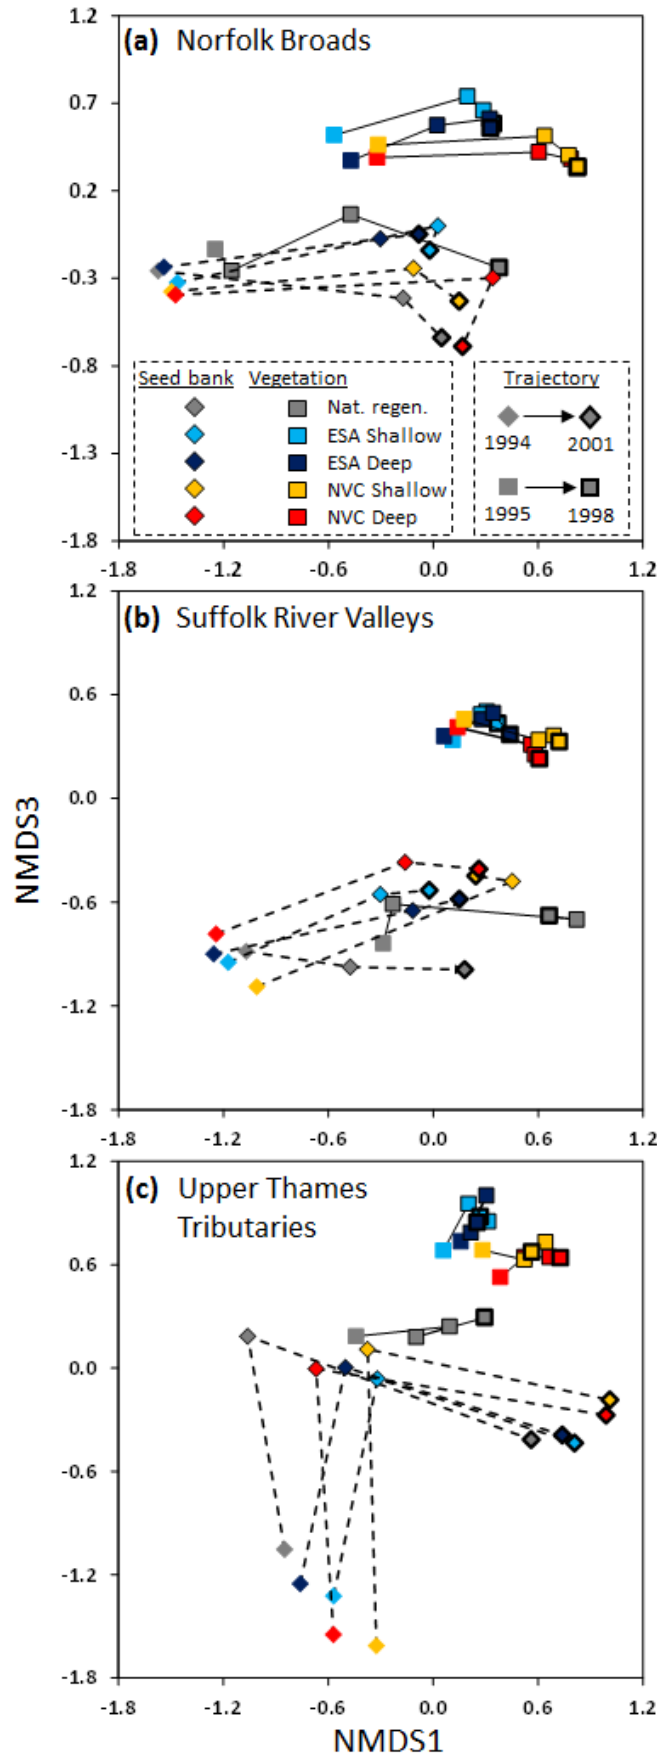 1.2
(a) Norfolk Broads
0.7
0.2
-0.3
-0.8
Seed bank Vegetation Trajectory
Nat. regen.
ESA Shallow 1994 2001
ESA Deep
NVC Shallow
NVC Deep 1995 1998
-1.3
-1.8
-1.8 -1.2 -0.6 0.0 0.6 1.2
1.2
(b) Suffolk River Valleys
0.6
0.0
NMDS3
-0.6
-1.2
-1.8
-1.8 -1.2 -0.6 0.0 0.6 1.2
1.2
(c) Upper Thames
Tributaries
0.6
0.0
-0.6
-1.2
-1.8
-1.8 -1.2 -0.6 0.0 0.6 1.2
NMDS1